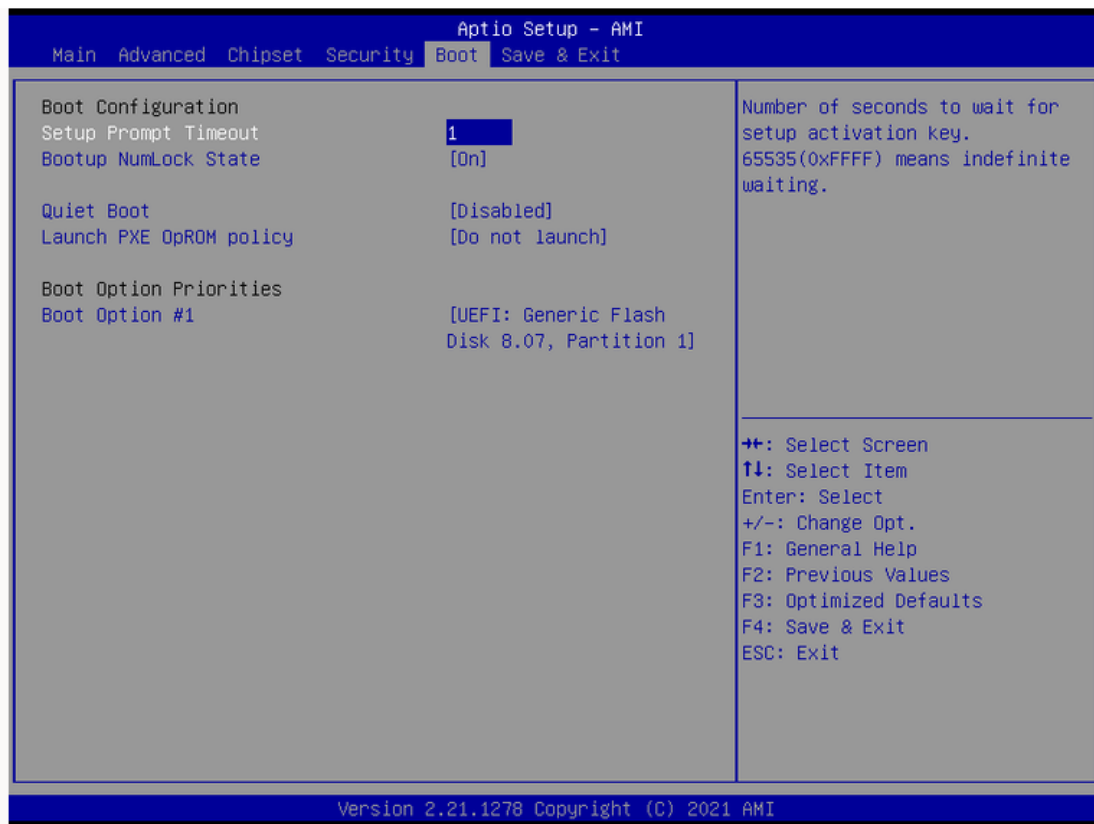 Aptio Setup – AMI
Main Advanced Chipset Security Boot Save & Exit
Boot Configuration
Setup Prompt Timeout 1
Bootup NumLock State [On]
Quiet Boot [Disabled]
Launch PXE OpROM policy [Do not launch]
Boot Option Priorities
Boot Option #1 [UEFI: Generic Flash
Disk 8.07, Partition 1]
Number of seconds to wait for
setup activation key.
65535(0xFFFF) means indefinite
waiting.
→←: Select Screen
↑↓: Select Item
Enter: Select
+/-: Change Opt.
F1: General Help
F2: Previous Values
F3: Optimized Defaults
F4: Save & Exit
ESC: Exit
Version 2.21.1278 Copyright (C) 2021 AMI